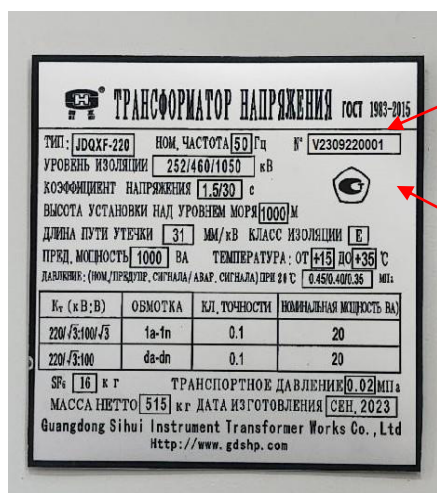 ТРАНСФОРМАТОР НАПРЯЖЕНИЯ ГОСТ 1983-2015
ТИП: JDQXF-220 НОМ. ЧАСТОТА 50 Гц № V2309220001
УРОВЕНЬ ИЗОЛЯЦИИ 252/460/1050 кВ
КОЭФФИЦИЕНТ НАПРЯЖЕНИЯ 1.5/30 с
ВЫСОТА УСТАНОВКИ НАД УРОВНЕМ МОРЯ 1000 М
ДЛИНА ПУТИ УТЕЧКИ 31 ММ/кВ КЛАСС ИЗОЛЯЦИИ E
ПРЕД. МОЩНОСТЬ 1000 ВА ТЕМПЕРАТУРА: ОТ +15 ДО +35 ℃
ДАВЛЕНИЕ: (НОМ./ПРЕДУПР. СИГНАЛА/АВАР. СИГНАЛА) ПРИ 20℃ 0.45/0.40/0.35 МПа
Kт (кВ;В) ОБМОТКА КЛ. ТОЧНОСТИ НОМИНАЛЬНАЯ МОЩНОСТЬ ВА)
220/√3:100/√3 1a-1n 0.1 20
220/√3:100 da-dn 0.1 20
SF₆ 16 кг ТРАНСПОРТНОЕ ДАВЛЕНИЕ 0.02 МПа
МАССА НЕТТО 515 кг ДАТА ИЗГОТОВЛЕНИЯ СЕН, 2023
Guangdong Sihui Instrument Transformer Works Co., Ltd
Http://www.gdshp.com